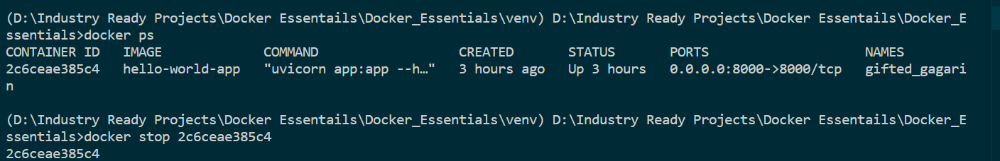 (D:\Industry Ready Projects\Docker Essentails\Docker_Essentials\venv) D:\Industry Ready Projects\Docker Essentails\Docker_E
ssentials>docker ps
CONTAINER ID   IMAGE             COMMAND                  CREATED       STATUS       PORTS                    NAMES
2c6ceae385c4   hello-world-app   "uvicorn app:app --h…"   3 hours ago   Up 3 hours   0.0.0.0:8000->8000/tcp   gifted_gagari
n
(D:\Industry Ready Projects\Docker Essentails\Docker_Essentials\venv) D:\Industry Ready Projects\Docker Essentails\Docker_E
ssentials>docker stop 2c6ceae385c4
2c6ceae385c4